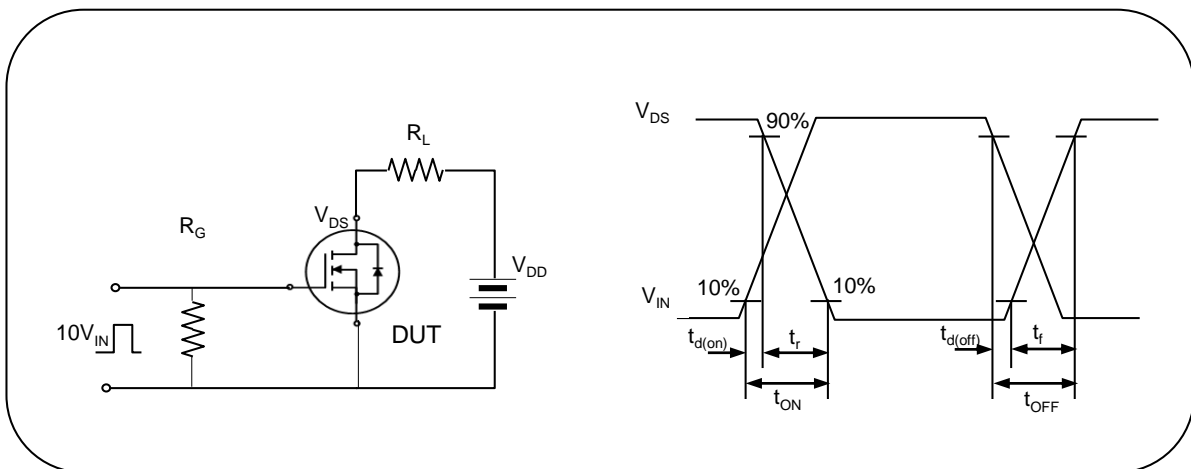 R_L
R_G
V_DS
V_DD
10V_IN
DUT
V_DS
90%
V_IN
10%
10%
t_d(on)
t_r
t_d(off)
t_f
t_ON
t_OFF